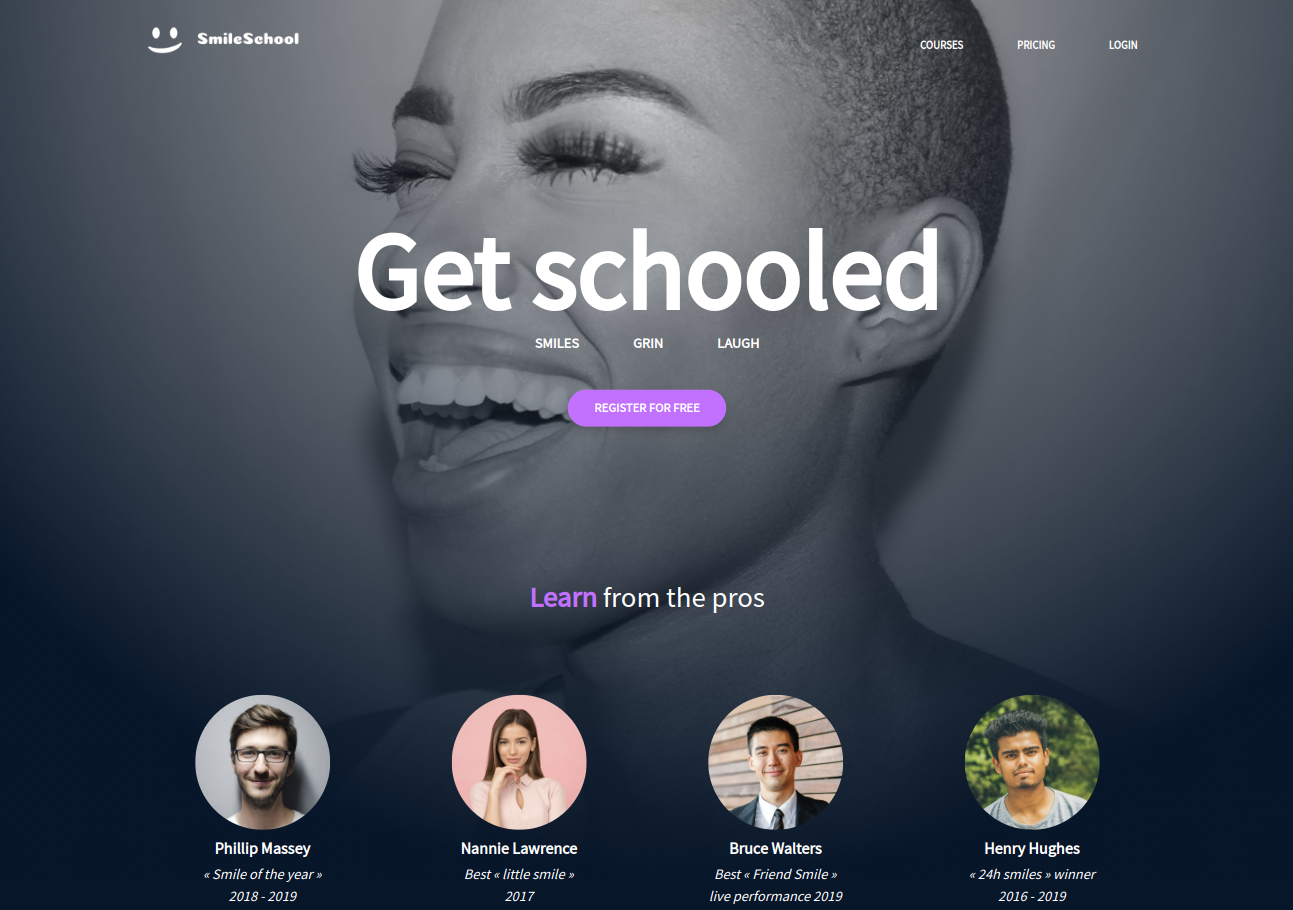 SmileSchool
COURSES PRICING LOGIN
Get schooled
SMILES GRIN LAUGH
REGISTER FOR FREE
Learn from the pros
Phillip Massey
« Smile of the year »
2018 - 2019
Nannie Lawrence
Best « little smile »
2017
Bruce Walters
Best « Friend Smile »
live performance 2019
Henry Hughes
« 24h smiles » winner
2016 - 2019